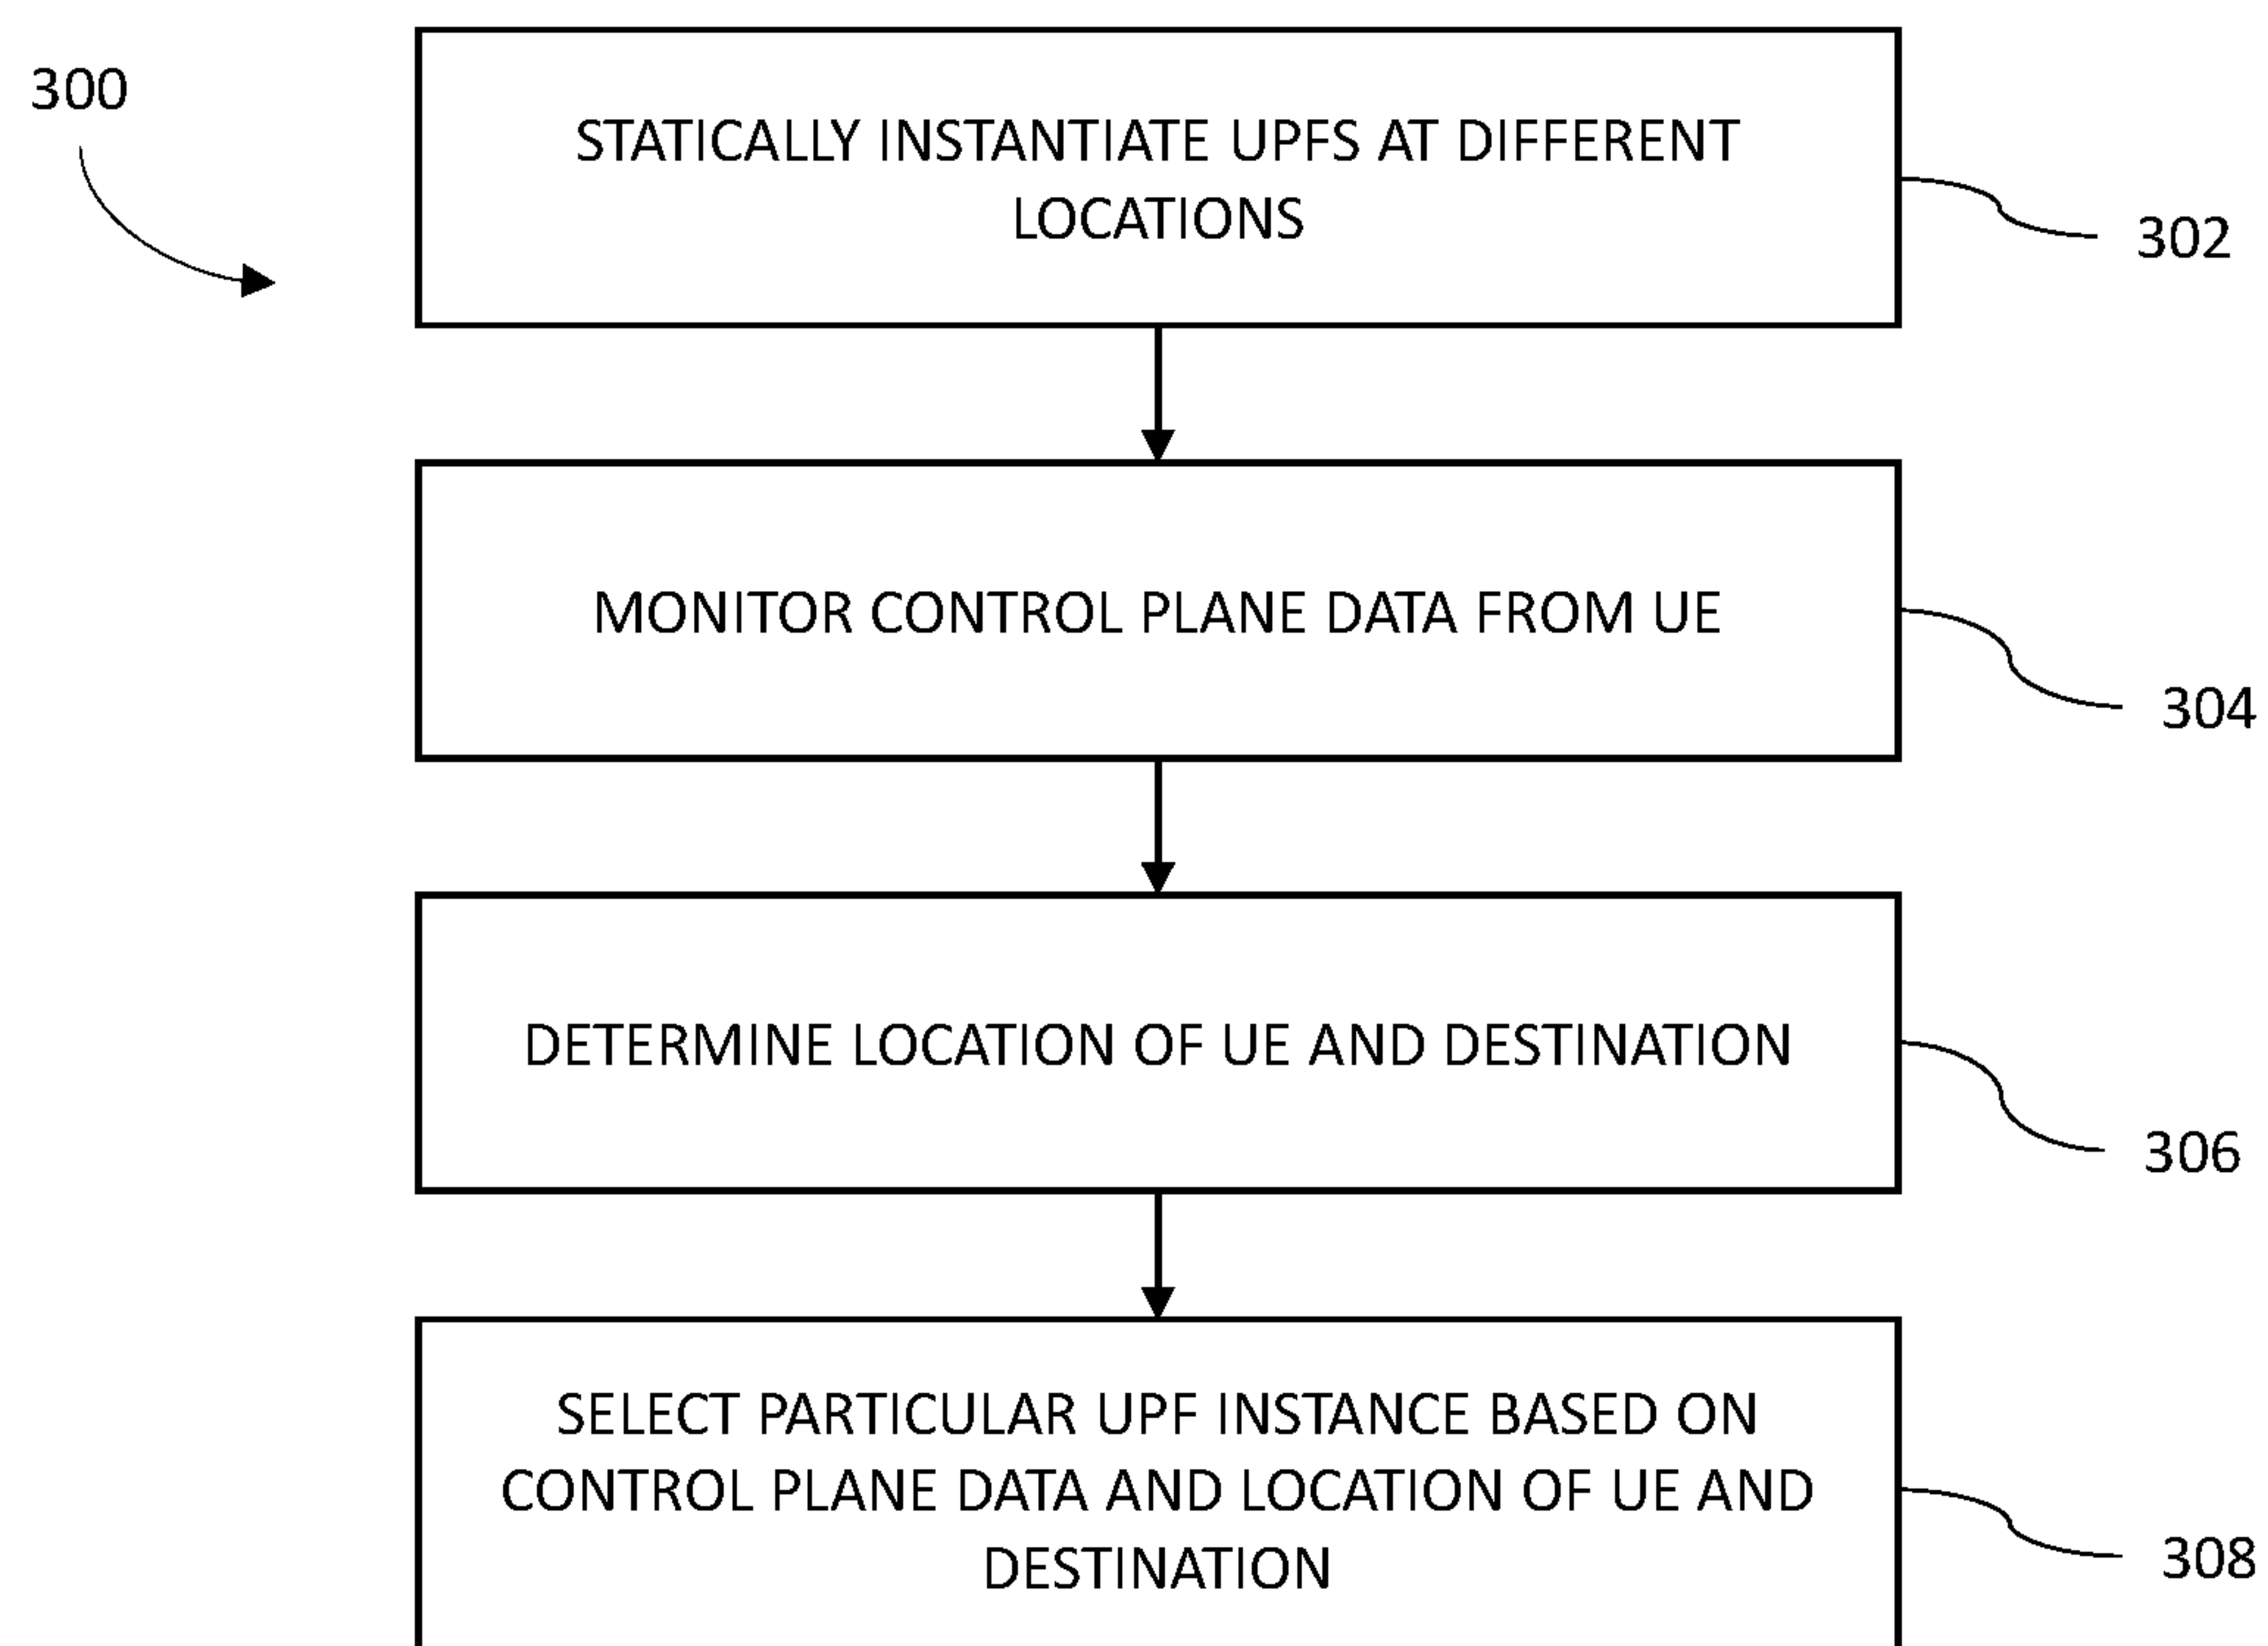 300
STATICALLY INSTANTIATE UPFS AT DIFFERENT
LOCATIONS
302
MONITOR CONTROL PLANE DATA FROM UE
304
DETERMINE LOCATION OF UE AND DESTINATION
306
SELECT PARTICULAR UPF INSTANCE BASED ON
CONTROL PLANE DATA AND LOCATION OF UE AND
DESTINATION
308